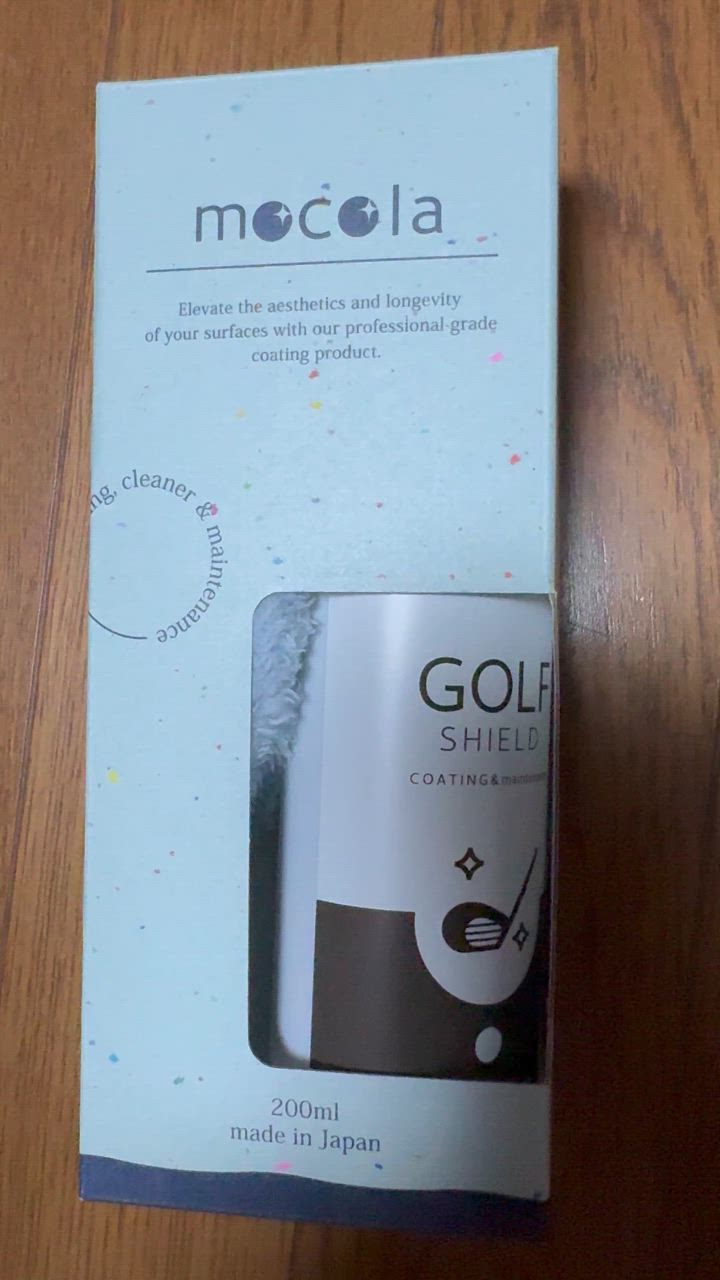 mocola
Elevate the aesthetics and longevity
of your surfaces with our professional-grade
coating product.
cleaner & maintenance
GOLF
SHIELD
COATING&
200ml
made in Japan